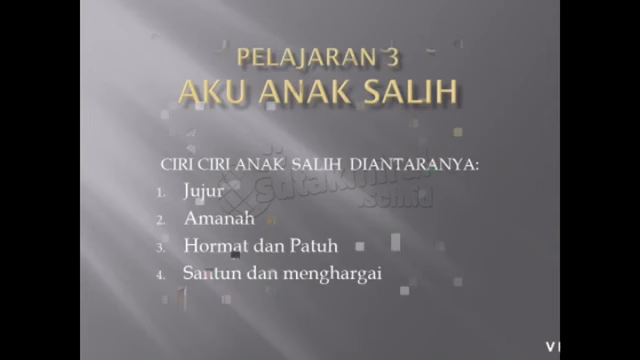 PELAJARAN 3
AKU ANAK SALIH
CIRI CIRI ANAK SALIH DIANTARANYA:
1. Jujur
2. Amanah
3. Hormat dan Patuh
4. Santun dan menghargai